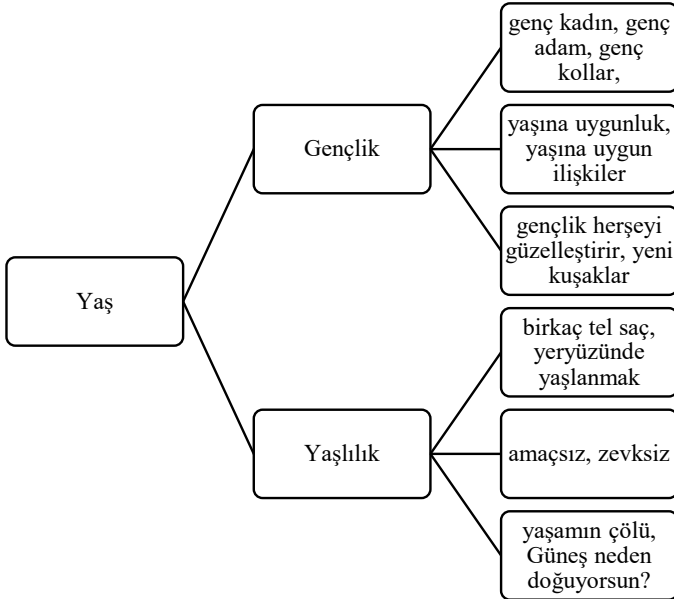 Yaş
Gençlik
genç kadın, genç
adam, genç
kollar,
yaşına uygunluk,
yaşına uygun
ilişkiler
gençlik herşeyi
güzelleştirir, yeni
kuşaklar
Yaşlılık
birkaç tel saç,
yeryüzünde
yaşlanmak
amaçsız, zevksiz
yaşamın çölü,
Güneş neden
doğuyorsun?